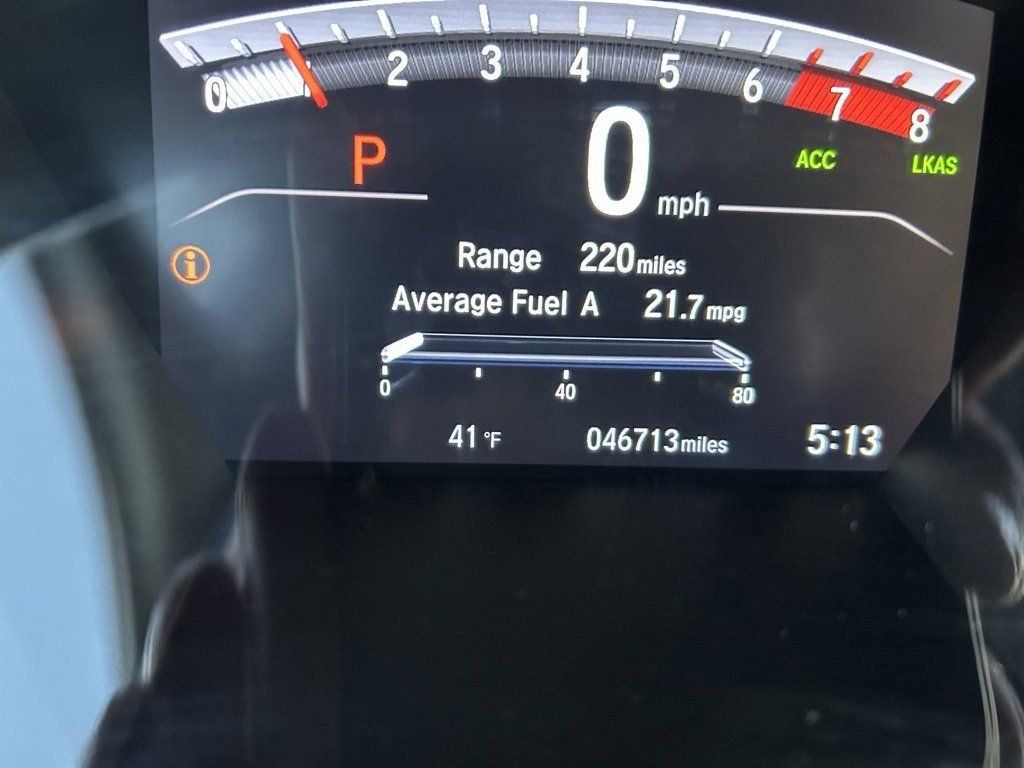 0 2 3 4 5 6 7 8
P 0 mph ACC LKAS
i
Range 220 miles
Average Fuel A 21.7 mpg
0 40 80
41 °F 046713 miles 5:13